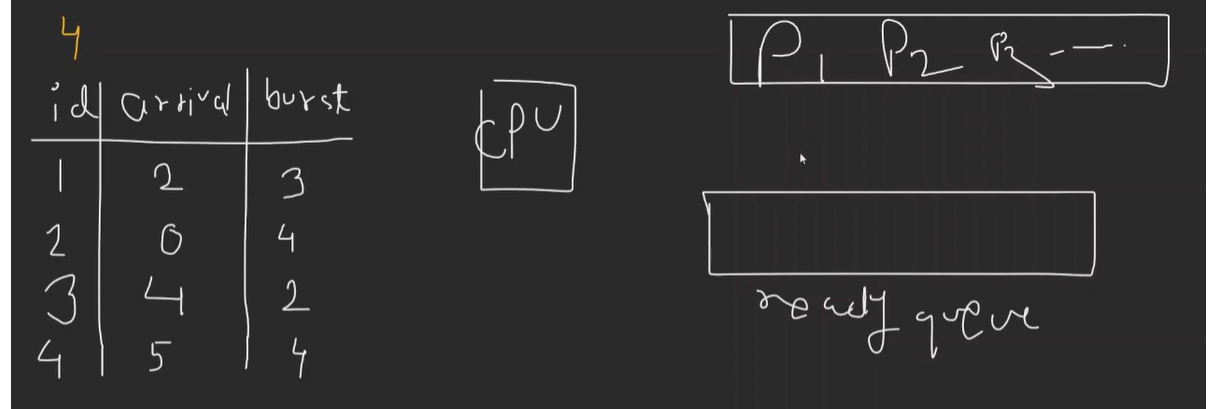 4
id arrival burst
1 2 3
2 0 4
3 4 2
4 5 4
CPU
P1 P2 P3 - - ..
ready queue